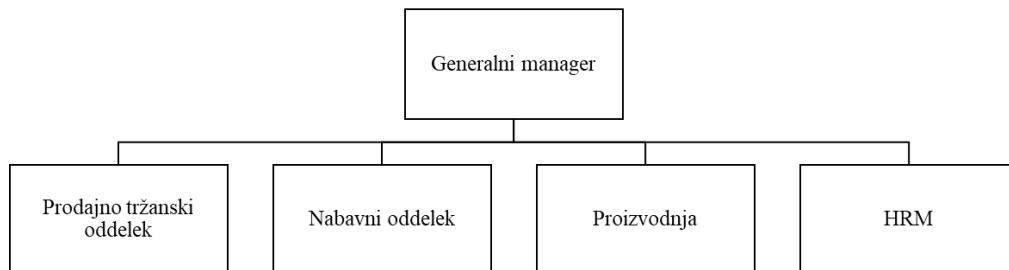 Generalni manager
Prodajno tržanski
oddelek
Nabavni oddelek
Proizvodnja
HRM